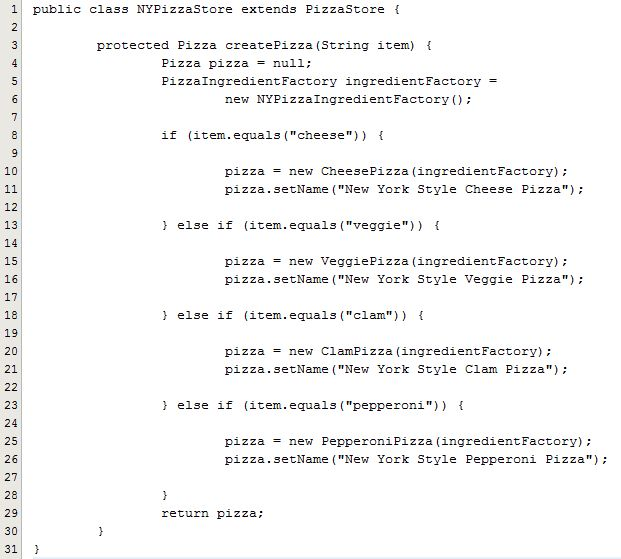 1 public class NYPizzaStore extends PizzaStore {
2
3 protected Pizza createPizza(String item) {
4 Pizza pizza = null;
5 PizzaIngredientFactory ingredientFactory =
6 new NYPizzaIngredientFactory();
7
8 if (item.equals("cheese")) {
9
10 pizza = new CheesePizza(ingredientFactory);
11 pizza.setName("New York Style Cheese Pizza");
12
13 } else if (item.equals("veggie")) {
14
15 pizza = new VeggiePizza(ingredientFactory);
16 pizza.setName("New York Style Veggie Pizza");
17
18 } else if (item.equals("clam")) {
19
20 pizza = new ClamPizza(ingredientFactory);
21 pizza.setName("New York Style Clam Pizza");
22
23 } else if (item.equals("pepperoni")) {
24
25 pizza = new PepperoniPizza(ingredientFactory);
26 pizza.setName("New York Style Pepperoni Pizza");
27
28 }
29 return pizza;
30 }
31 }